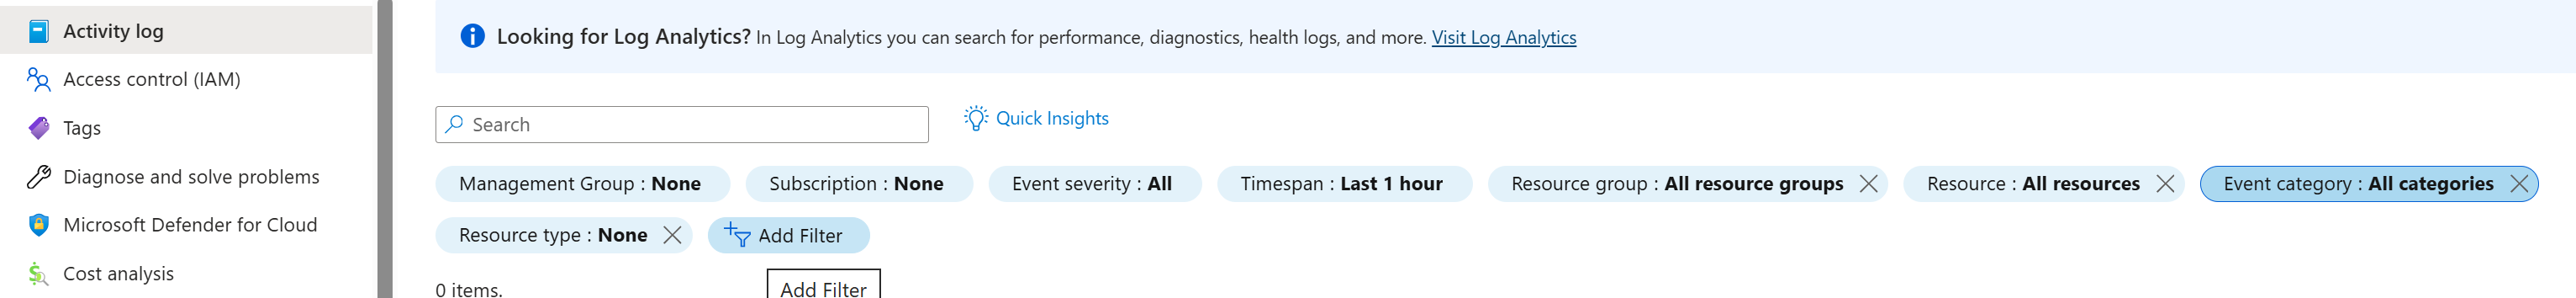 Activity log
Access control (IAM)
Tags
Diagnose and solve problems
Microsoft Defender for Cloud
Cost analysis
Looking for Log Analytics? In Log Analytics you can search for performance, diagnostics, health logs, and more. Visit Log Analytics
Search
Quick Insights
Management Group : None
Subscription : None
Event severity : All
Timespan : Last 1 hour
Resource group : All resource groups
Resource : All resources
Event category : All categories
Resource type : None
Add Filter
0 items.
Add Filter